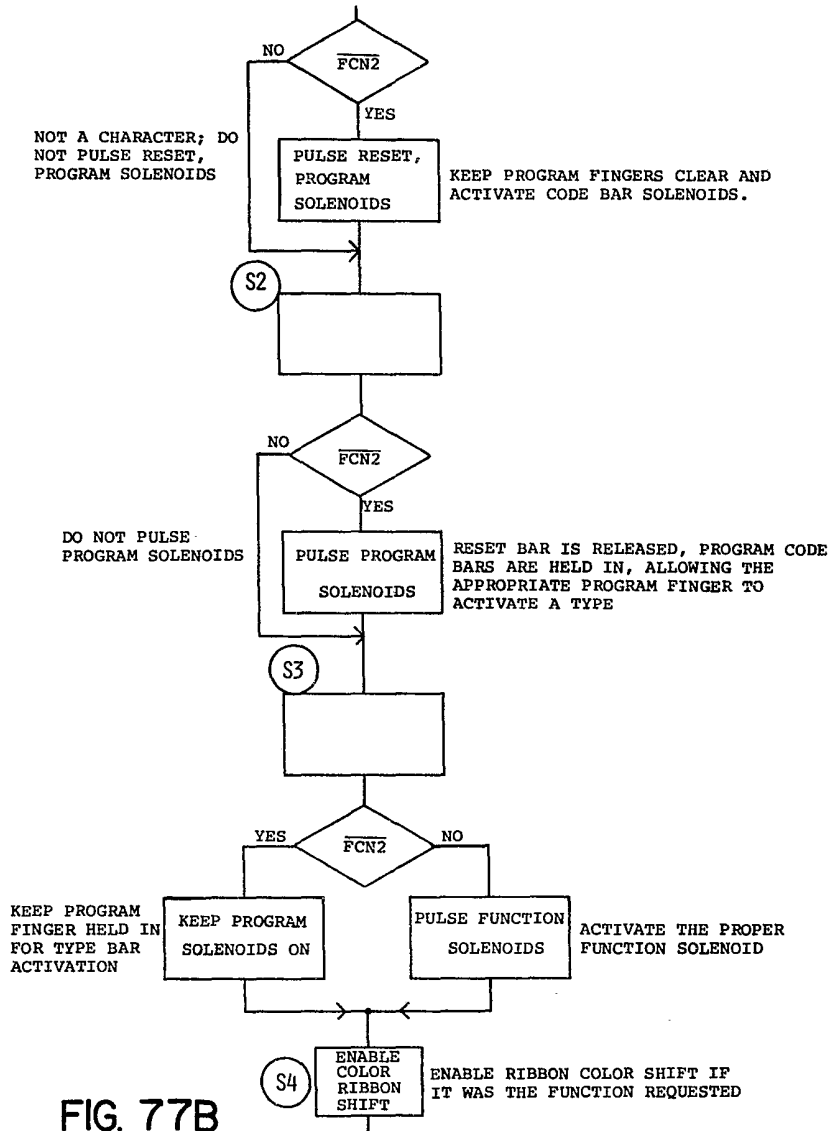 NO
FCN2
YES
NOT A CHARACTER; DO
NOT PULSE RESET,
PROGRAM SOLENOIDS
PULSE RESET,
PROGRAM
SOLENOIDS
KEEP PROGRAM FINGERS CLEAR AND
ACTIVATE CODE BAR SOLENOIDS.
S2
NO
FCN2
YES
DO NOT PULSE
PROGRAM SOLENOIDS
PULSE PROGRAM
SOLENOIDS
RESET BAR IS RELEASED, PROGRAM CODE
BARS ARE HELD IN, ALLOWING THE
APPROPRIATE PROGRAM FINGER TO
ACTIVATE A TYPE
S3
YES
FCN2
NO
KEEP PROGRAM
FINGER HELD IN
FOR TYPE BAR
ACTIVATION
KEEP PROGRAM
SOLENOIDS ON
PULSE FUNCTION
SOLENOIDS
ACTIVATE THE PROPER
FUNCTION SOLENOID
S4
ENABLE
COLOR
RIBBON
SHIFT
ENABLE RIBBON COLOR SHIFT IF
IT WAS THE FUNCTION REQUESTED
FIG. 77B